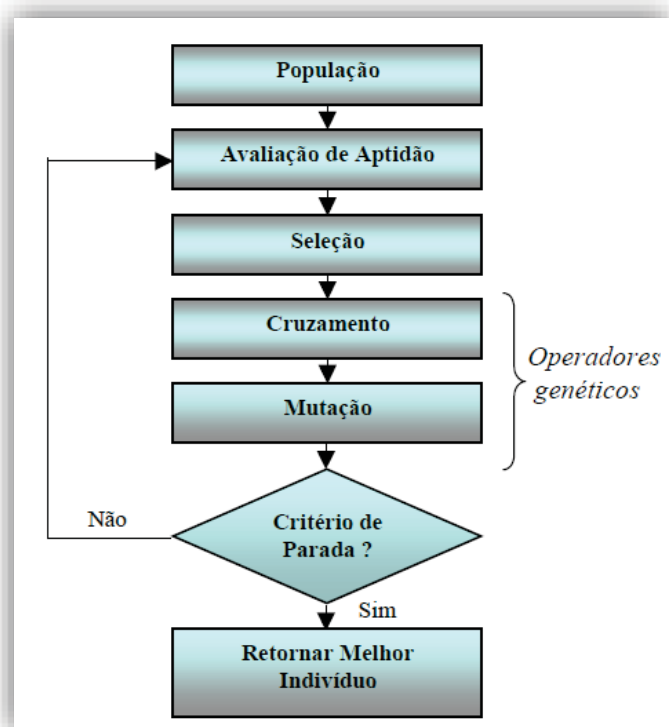 População
Avaliação de Aptidão
Seleção
Cruzamento
Mutação
Operadores
genéticos
Critério de
Parada ?
Não
Sim
Retornar Melhor
Indivíduo